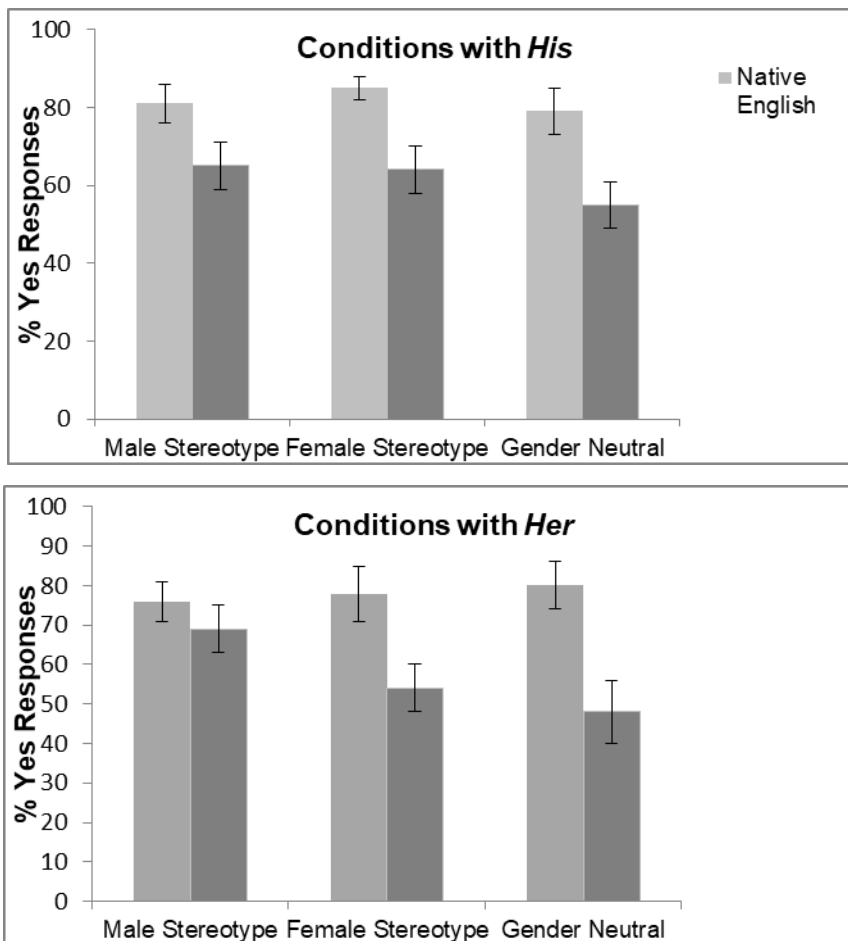 Conditions with His
Native
English
% Yes Responses
100
80
60
40
20
0
Male Stereotype Female Stereotype Gender Neutral
Conditions with Her
% Yes Responses
100
90
80
70
60
50
40
30
20
10
0
Male Stereotype Female Stereotype Gender Neutral